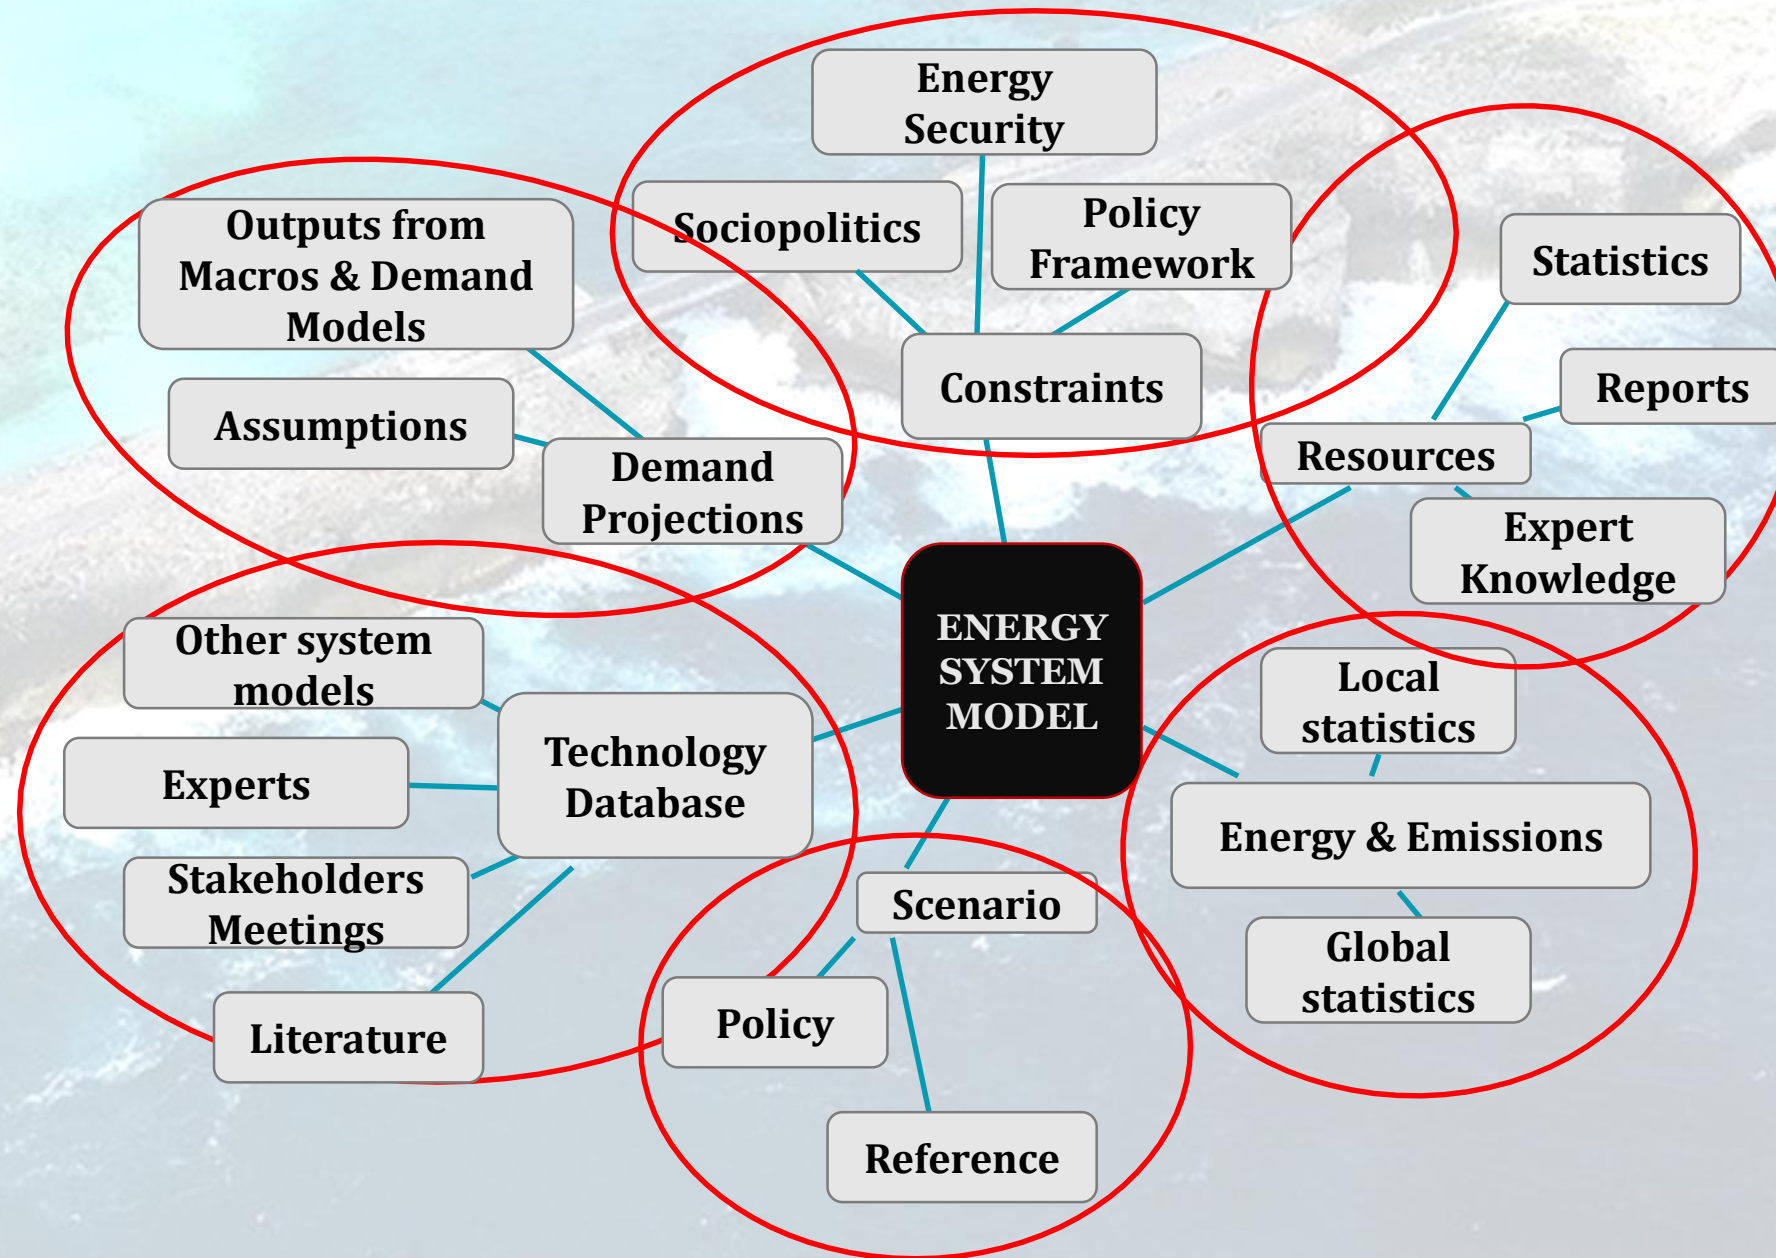 Energy
Security
Sociopolitics
Policy
Framework
Constraints
Outputs from
Macros & Demand
Models
Assumptions
Demand
Projections
Statistics
Reports
Resources
Expert
Knowledge
ENERGY
SYSTEM
MODEL
Other system
models
Experts
Technology
Database
Stakeholders
Meetings
Literature
Scenario
Policy
Reference
Local
statistics
Energy & Emissions
Global
statistics